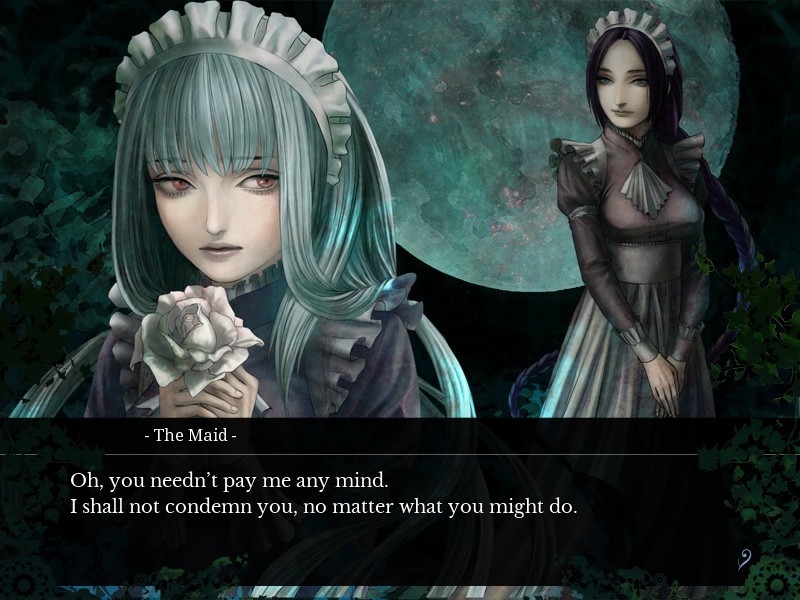 - The Maid -
Oh, you needn’t pay me any mind.
I shall not condemn you, no matter what you might do.